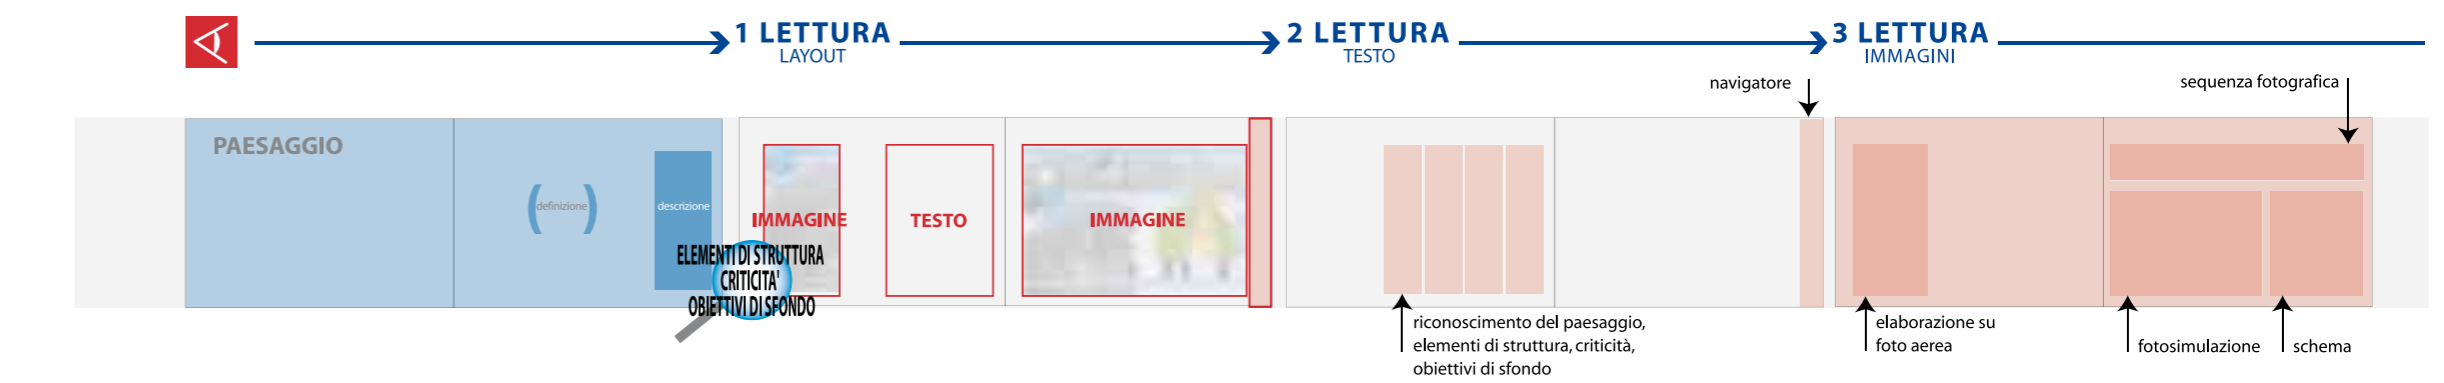 1 LETTURA
LAYOUT
2 LETTURA
TESTO
3 LETTURA
IMMAGINI
navigatore
sequenza fotografica
PAESAGGIO
(definizione)
descrizione
IMMAGINE
TESTO
IMMAGINE
ELEMENTI DI STRUTTURA
CRITICITA'
OBIETTIVI DI SFONDO
riconoscimento del paesaggio,
elementi di struttura, criticità,
obiettivi di sfondo
elaborazione su
foto aerea
fotosimulazione
schema